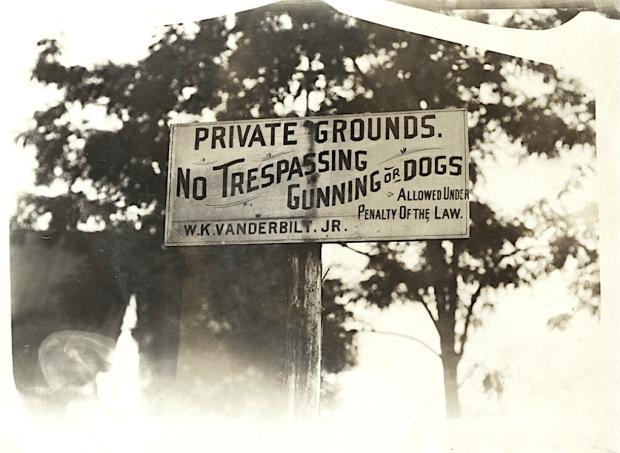 PRIVATE GROUNDS.
NO TRESPASSING
GUNNING OR DOGS
ALLOWED UNDER
PENALTY OF THE LAW.
W.K.VANDERBILT. JR.